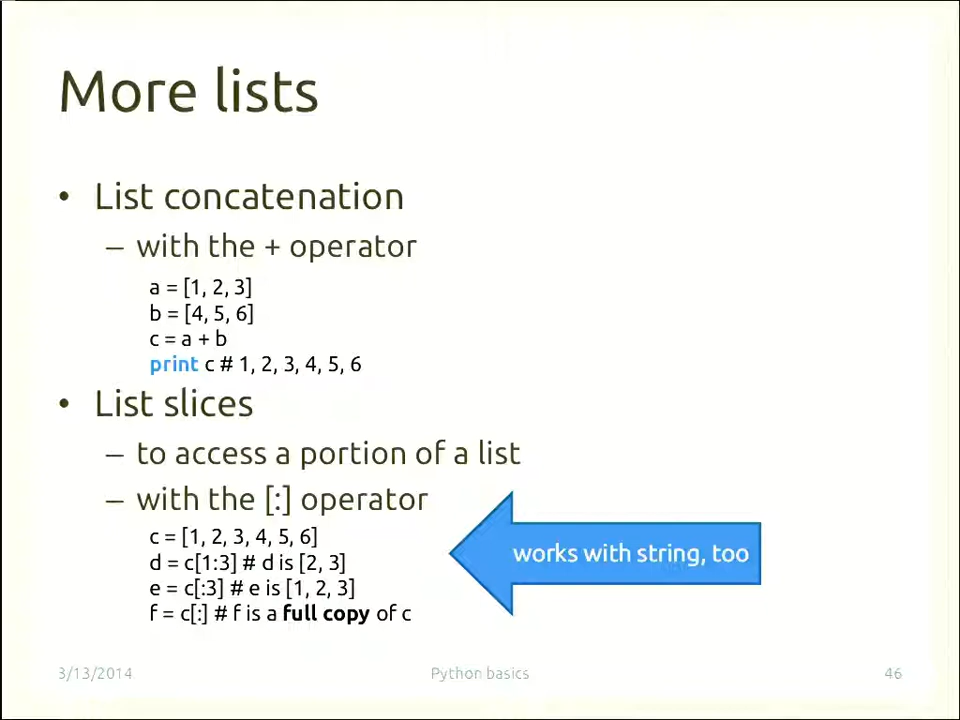 More lists
• List concatenation
– with the + operator
a = [1, 2, 3]
b = [4, 5, 6]
c = a + b
print c # 1, 2, 3, 4, 5, 6
• List slices
– to access a portion of a list
– with the [:] operator
c = [1, 2, 3, 4, 5, 6]
d = c[1:3] # d is [2, 3]
e = c[:3] # e is [1, 2, 3]
f = c[:] # f is a full copy of c
works with string, too
3/13/2014
Python basics
46